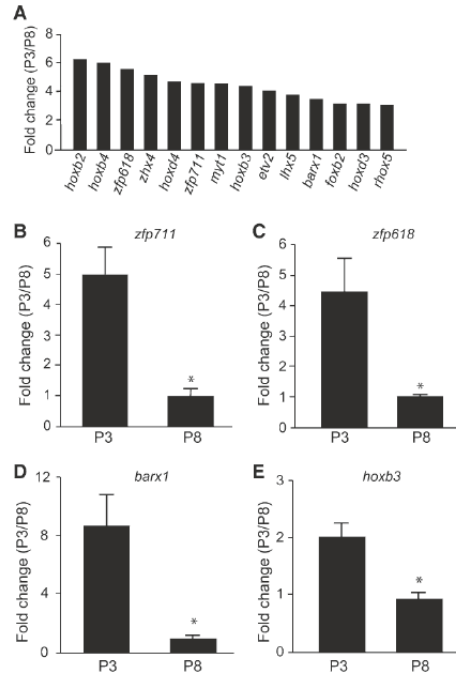 A
Fold change (P3/P8)
8
6
4
2
0
hoxb2
hoxb4
zfp618
zhx4
hoxd4
zfp711
myt1
hoxb3
etv2
lhx5
barx1
foxb2
hoxd3
rhox5
B
zfp711
Fold change (P3/P8)
6
5
4
3
2
1
0
*
P3
P8
C
zfp618
Fold change (P3/P8)
6
5
4
3
2
1
0
*
P3
P8
D
barx1
Fold change (P3/P8)
12
8
4
0
*
P3
P8
E
hoxb3
Fold change (P3/P8)
3
2
1
0
*
P3
P8